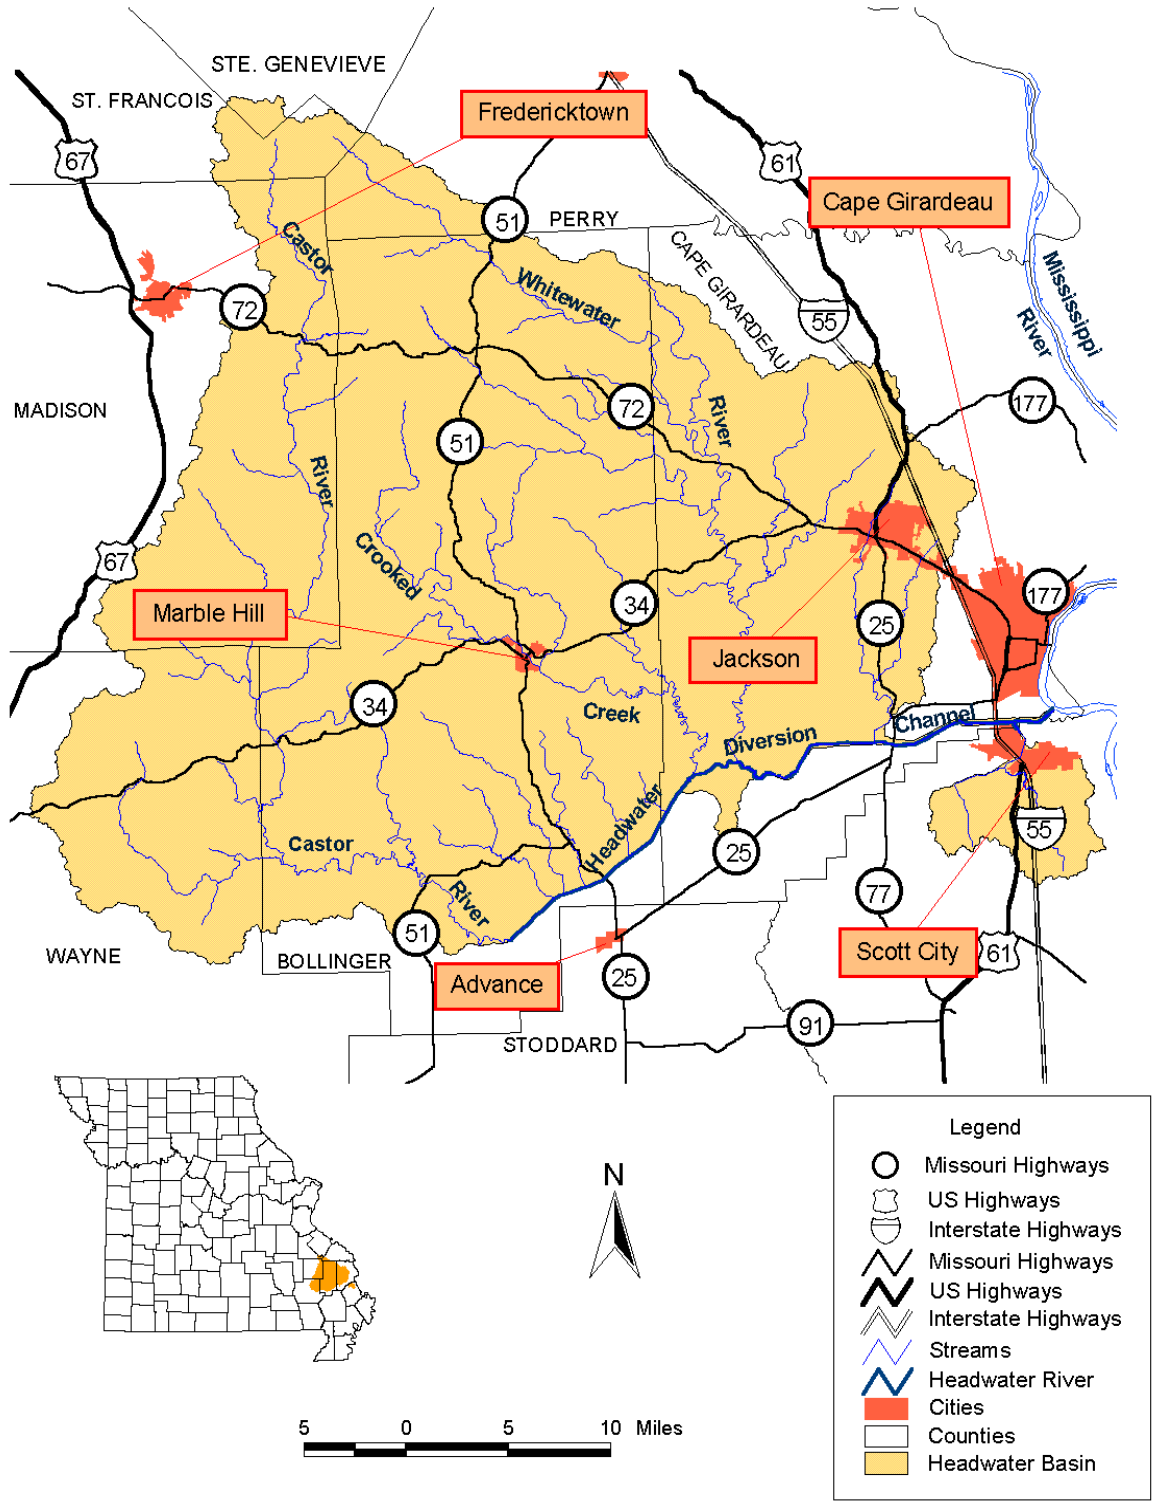 STE. GENEVIEVE
ST. FRANCOIS
Fredericktown
67
61
Cape Girardeau
51
PERRY
Castor
CAPE GIRARDEAU
Whitewater
Mississippi
River
72
55
MADISON
72
River
177
51
River
Crooked
67
Marble Hill
34
177
25
Jackson
34
Creek
Channel
Diversion
Headwater
55
Castor
25
77
River
51
WAYNE
BOLLINGER
Scott City
61
Advance
25
91
STODDARD
N
5 0 5 10 Miles
Legend
Missouri Highways
US Highways
Interstate Highways
Missouri Highways
US Highways
Interstate Highways
Streams
Headwater River
Cities
Counties
Headwater Basin